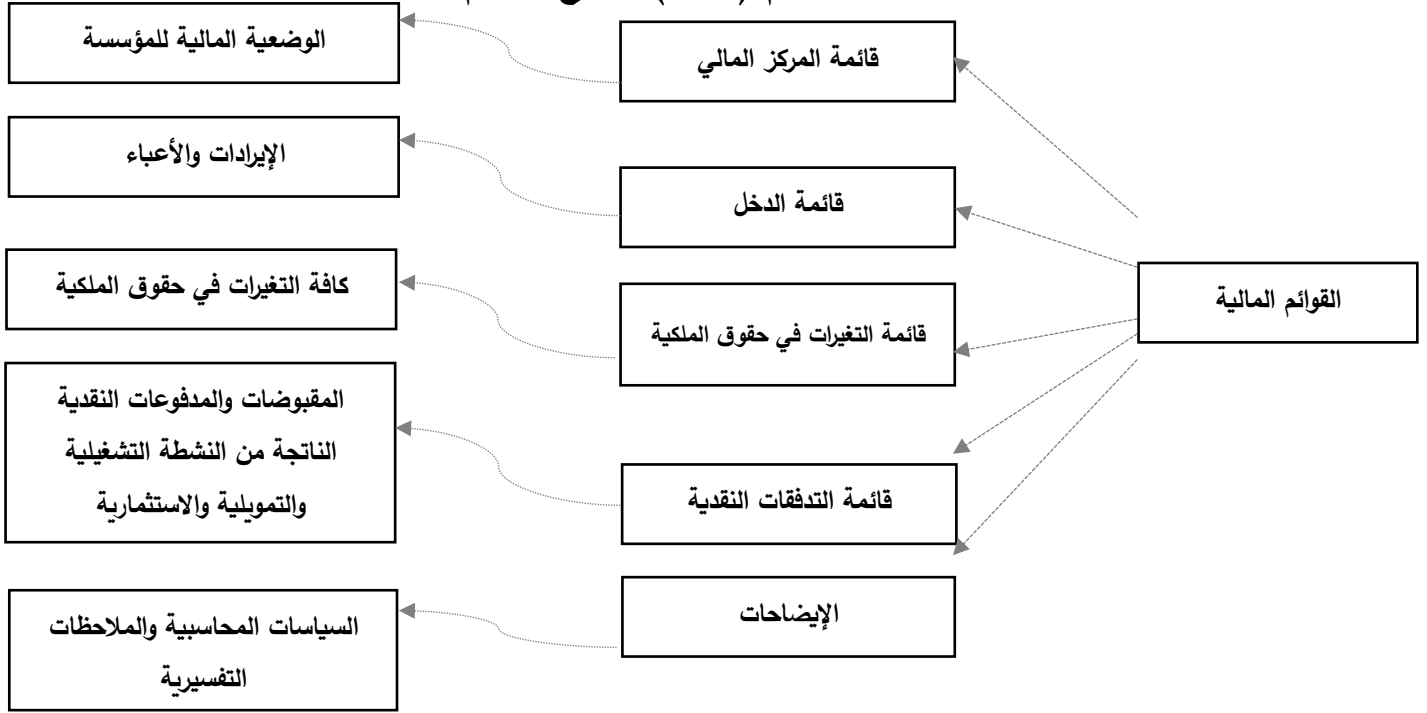 القوائم المالية
قائمة المركز المالي
الوضعية المالية للمؤسسة
قائمة الدخل
الإيرادات والأعباء
قائمة التغيرات في حقوق الملكية
كافة التغيرات في حقوق الملكية
قائمة التدفقات النقدية
المقبوضات والمدفوعات النقدية
الناتجة من النشطة التشغيلية
والتمويلية والاستثمارية
الإيضاحات
السياسات المحاسبية والملاحظات
التفسيرية